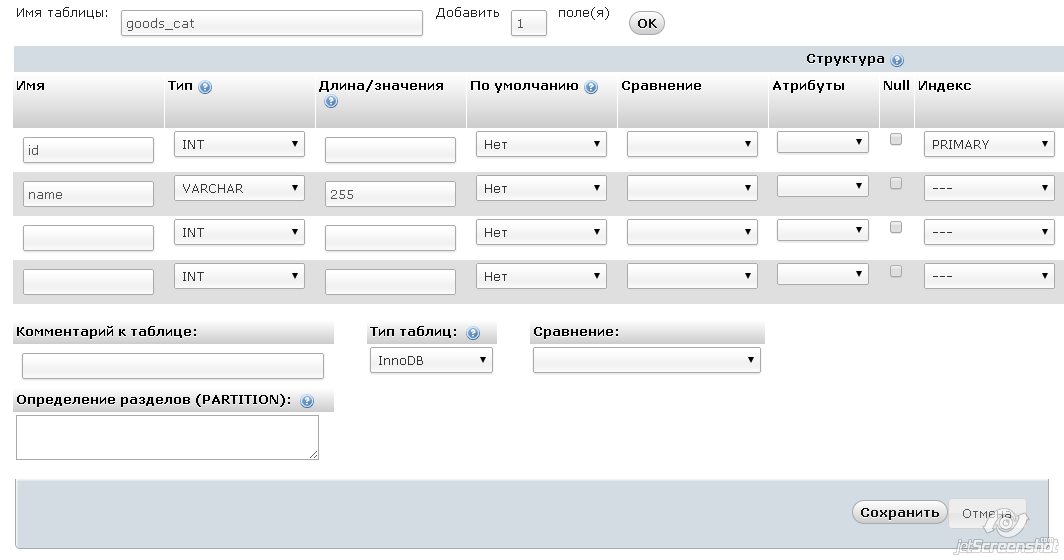 Имя таблицы: goods_cat Добавить 1 поле(я) OK
Структура
Имя Тип Длина/значения По умолчанию Сравнение Атрибуты Null Индекс
id INT Нет PRIMARY
name VARCHAR 255 Нет ---
INT Нет ---
INT Нет ---
Комментарий к таблице: Тип таблиц: Сравнение:
InnoDB
Определение разделов (PARTITION):
Сохранить Отмена
jetScreenshot